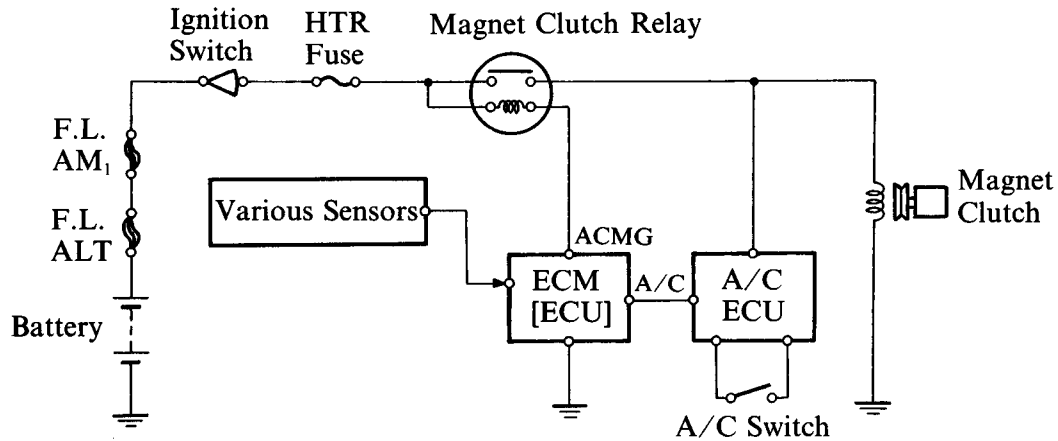 Ignition
Switch
HTR
Fuse
Magnet Clutch Relay
F.L.
AM₁
F.L.
ALT
Battery
Various Sensors
ACMG
ECM
[ECU]
A/C
A/C
ECU
A/C Switch
Magnet
Clutch